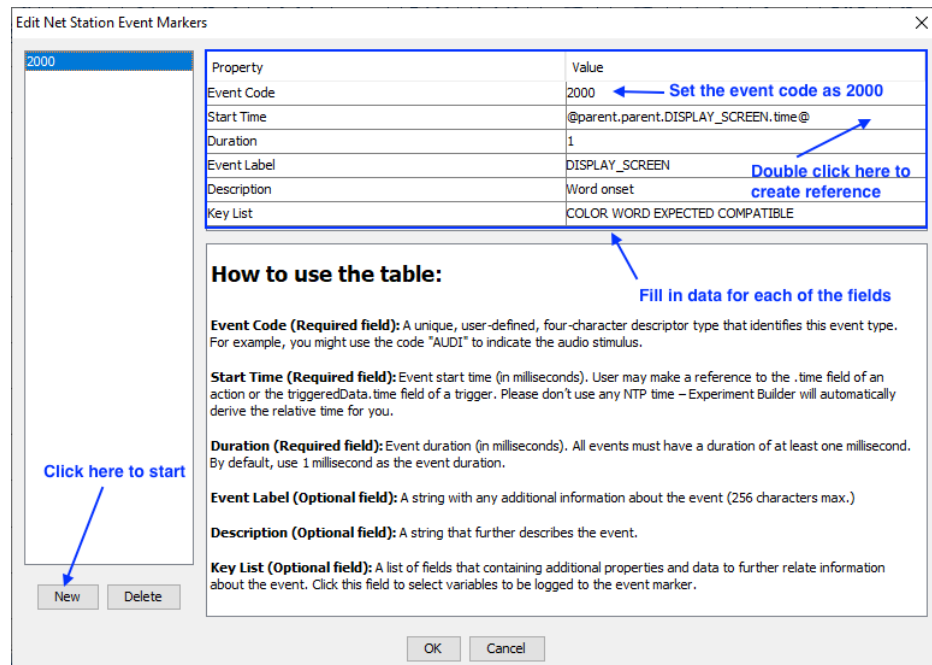 Edit Net Station Event Markers
2000
Property Value
Event Code 2000 Set the event code as 2000
Start Time @parent.parent.DISPLAY_SCREEN.time@
Duration 1
Event Label DISPLAY_SCREEN Double click here to
Description Word onset create reference
Key List COLOR WORD EXPECTED COMPATIBLE
How to use the table:
Fill in data for each of the fields
Event Code (Required field): A unique, user-defined, four-character descriptor type that identifies this event type.
For example, you might use the code "AUDI" to indicate the audio stimulus.
Start Time (Required field): Event start time (in milliseconds). User may make a reference to the .time field of an
action or the triggeredData.time field of a trigger. Please don't use any NTP time – Experiment Builder will automatically
derive the relative time for you.
Duration (Required field): Event duration (in milliseconds). All events must have a duration of at least one millisecond.
By default, use 1 millisecond as the event duration.
Click here to start
Event Label (Optional field): A string with any additional information about the event (256 characters max.)
Description (Optional field): A string that further describes the event.
Key List (Optional field): A list of fields that containing additional properties and data to further relate information
about the event. Click this field to select variables to be logged to the event marker.
New Delete
OK Cancel